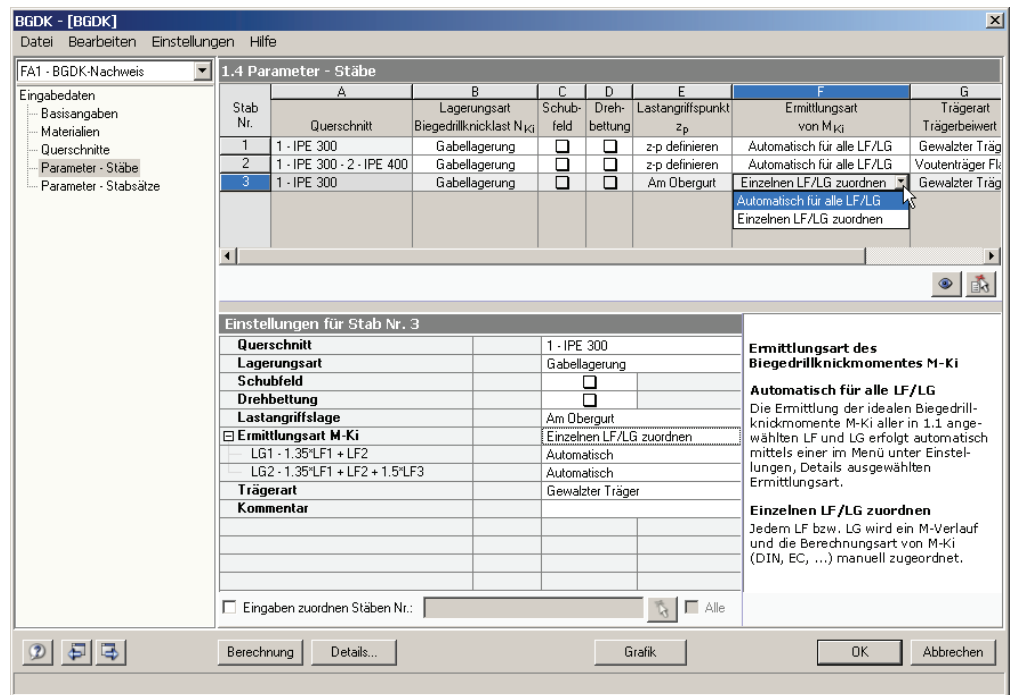 BGDK - [BGDK]
Datei Bearbeiten Einstellungen Hilfe
FA1 - BGDK-Nachweis
Eingabedaten
Basisangaben
Materialien
Querschnitte
Parameter - Stäbe
Parameter - Stabsätze
1.4 Parameter - Stäbe
A B C D E F G
Stab Nr. Querschnitt Lagerungsart Biegedrillknicklast NKi Schub-feld Dreh-bettung Lastangriffspunkt zp Ermittlungsart von MKi Trägerart Trägerbeiwert
1 1 - IPE 300 Gabellagerung z-p definieren Automatisch für alle LF/LG Gewalzter Träg
2 1 - IPE 300 - 2 - IPE 400 Gabellagerung z-p definieren Automatisch für alle LF/LG Voutenträger Fla
3 1 - IPE 300 Gabellagerung Am Obergurt Einzelnen LF/LG zuordnen Gewalzter Träg
Automatisch für alle LF/LG
Einzelnen LF/LG zuordnen
Einstellungen für Stab Nr. 3
Querschnitt 1 - IPE 300
Lagerungsart Gabellagerung
Schubfeld
Drehbettung
Lastangriffslage Am Obergurt
Ermittlungsart M-Ki Einzelnen LF/LG zuordnen
LG1 - 1.35*LF1 + LF2 Automatisch
LG2 - 1.35*LF1 + LF2 + 1.5*LF3 Automatisch
Trägerart Gewalzter Träger
Kommentar
Eingaben zuordnen Stäben Nr.: Alle
Ermittlungsart des
Biegedrillknickmomentes M-Ki
Automatisch für alle LF/LG
Die Ermittlung der idealen Biegedrill-
knickmomente M-Ki aller in 1.1 ange-
wählten LF und LG erfolgt automatisch
mittels einer im Menü unter Einstel-
lungen, Details ausgewählten
Ermittlungsart.
Einzelnen LF/LG zuordnen
Jedem LF bzw. LG wird ein M-Verlauf
und die Berechnungsart von M-Ki
(DIN, EC, ...) manuell zugeordnet.
Berechnung Details... Grafik OK Abbrechen